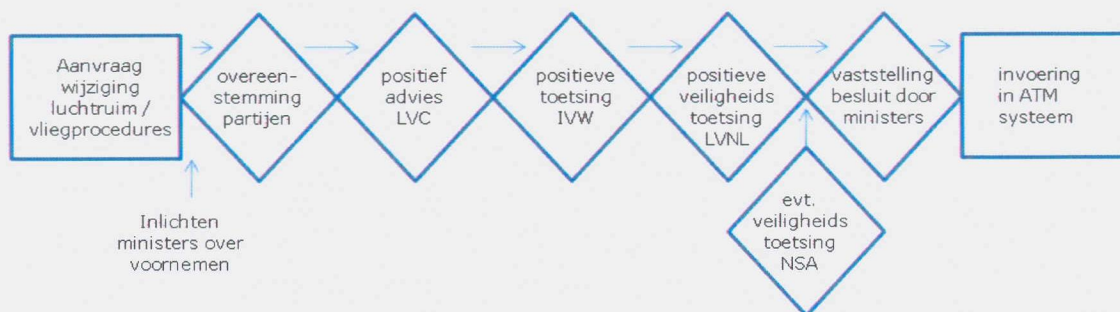 Aanvraag
wijziging
luchtruim /
vliegprocedures
Inlichten
ministers over
voornemen
overeen-
stemming
partijen
positief
advies
LVC
positieve
toetsing
IVW
positieve
veiligheids
toetsing
LVNL
evt.
veiligheids
toetsing
NSA
vaststelling
besluit door
ministers
invoering
in ATM
systeem